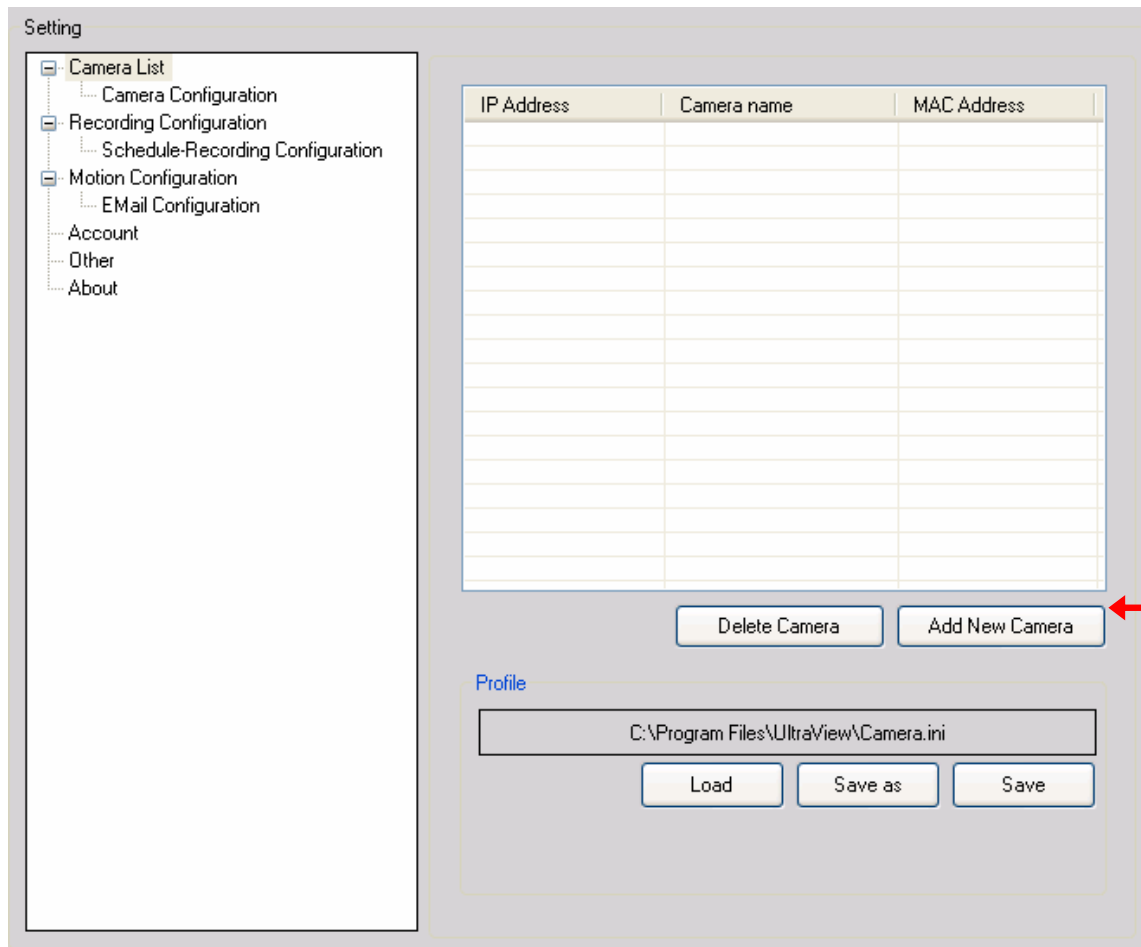 Setting
Camera List
Camera Configuration
Recording Configuration
Schedule-Recording Configuration
Motion Configuration
EMail Configuration
Account
Other
About
IP Address Camera name MAC Address
Delete Camera Add New Camera
Profile
C:\Program Files\UltraView\Camera.ini
Load Save as Save